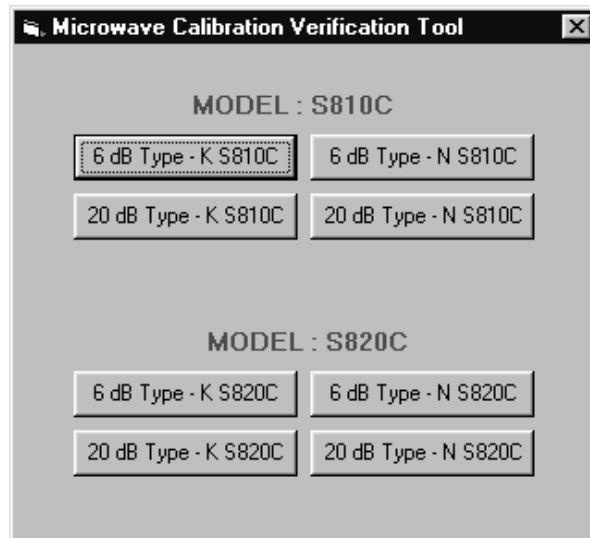 Microwave Calibration Verification Tool
MODEL : S810C
6 dB Type - K S810C
6 dB Type - N S810C
20 dB Type - K S810C
20 dB Type - N S810C
MODEL : S820C
6 dB Type - K S820C
6 dB Type - N S820C
20 dB Type - K S820C
20 dB Type - N S820C